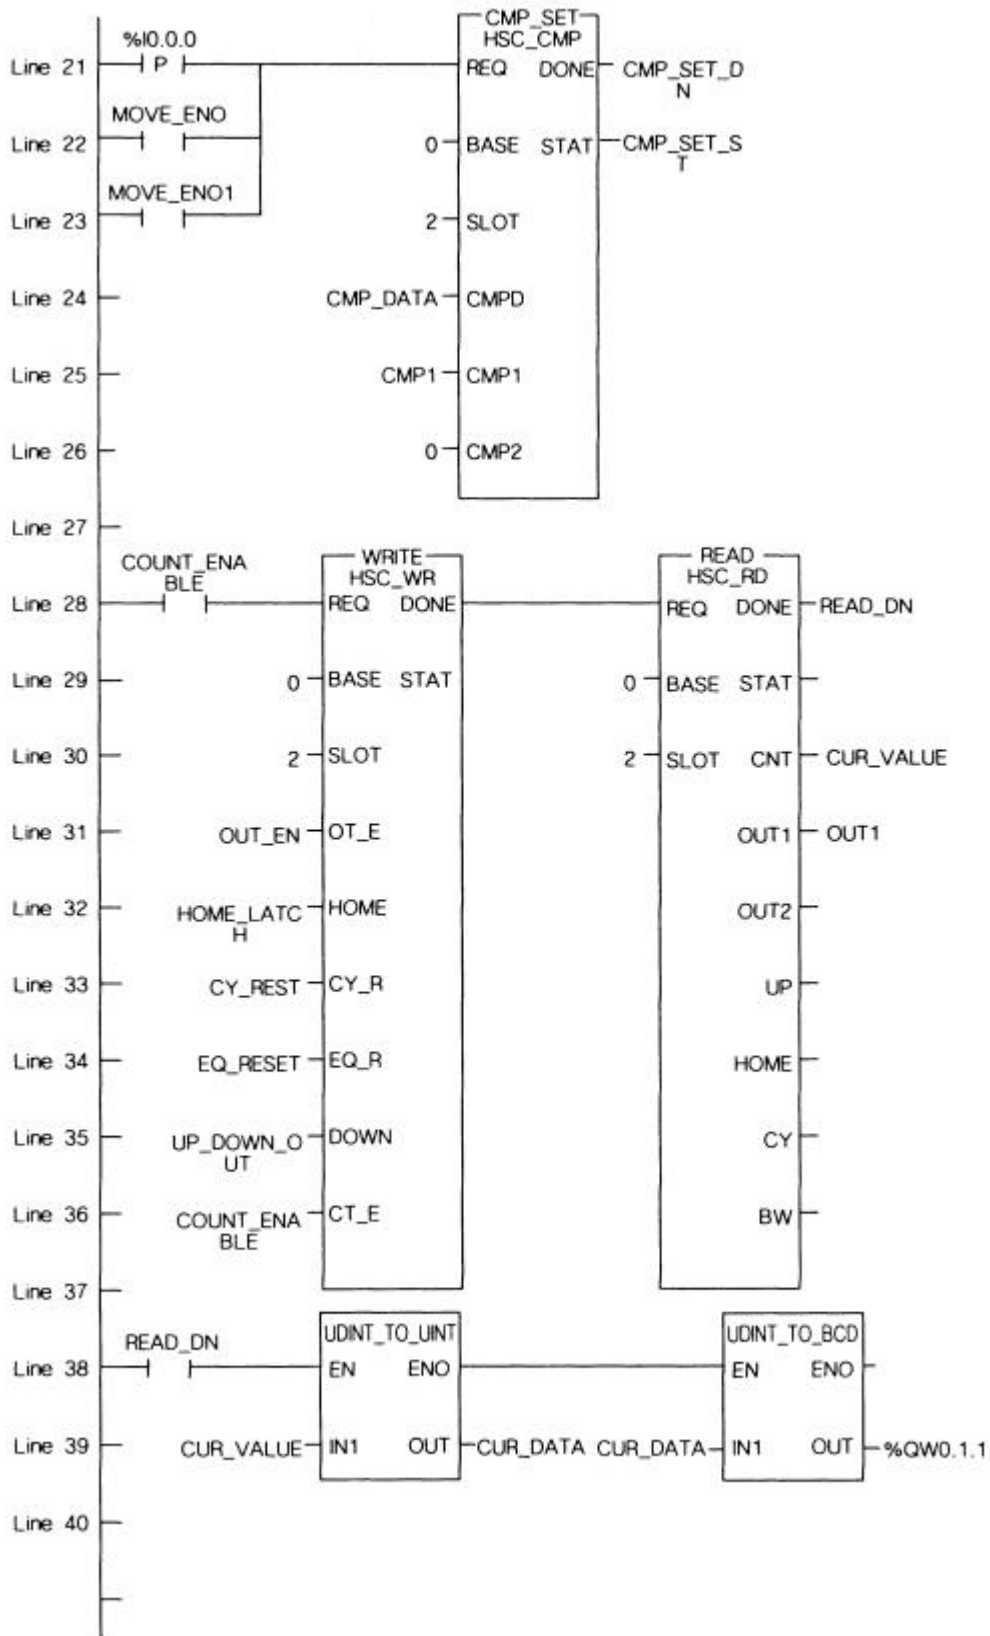 %I0.0.0
CMP_SET
HSC_CMP
Line 21 P REQ DONE CMP_SET_D
N
MOVE_ENO
Line 22 0 BASE STAT CMP_SET_S
T
MOVE_ENO1
Line 23 2 SLOT
Line 24 CMP_DATA CMPD
Line 25 CMP1 CMP1
Line 26 0 CMP2
Line 27
COUNT_ENA
BLE
WRITE
HSC_WR
READ
HSC_RD
Line 28 REQ DONE REQ DONE READ_DN
Line 29 0 BASE STAT 0 BASE STAT
Line 30 2 SLOT 2 SLOT CNT CUR_VALUE
Line 31 OUT_EN OT_E OUT1 OUT1
Line 32 HOME_LATC HOME OUT2
H
Line 33 CY_REST CY_R UP
Line 34 EQ_RESET EQ_R HOME
Line 35 UP_DOWN_O DOWN CY
UT
Line 36 COUNT_ENA CT_E BW
BLE
Line 37
READ_DN UDINT_TO_UINT UDINT_TO_BCD
Line 38 EN ENO EN ENO
Line 39 CUR_VALUE IN1 OUT CUR_DATA CUR_DATA IN1 OUT %QW0.1.1
Line 40